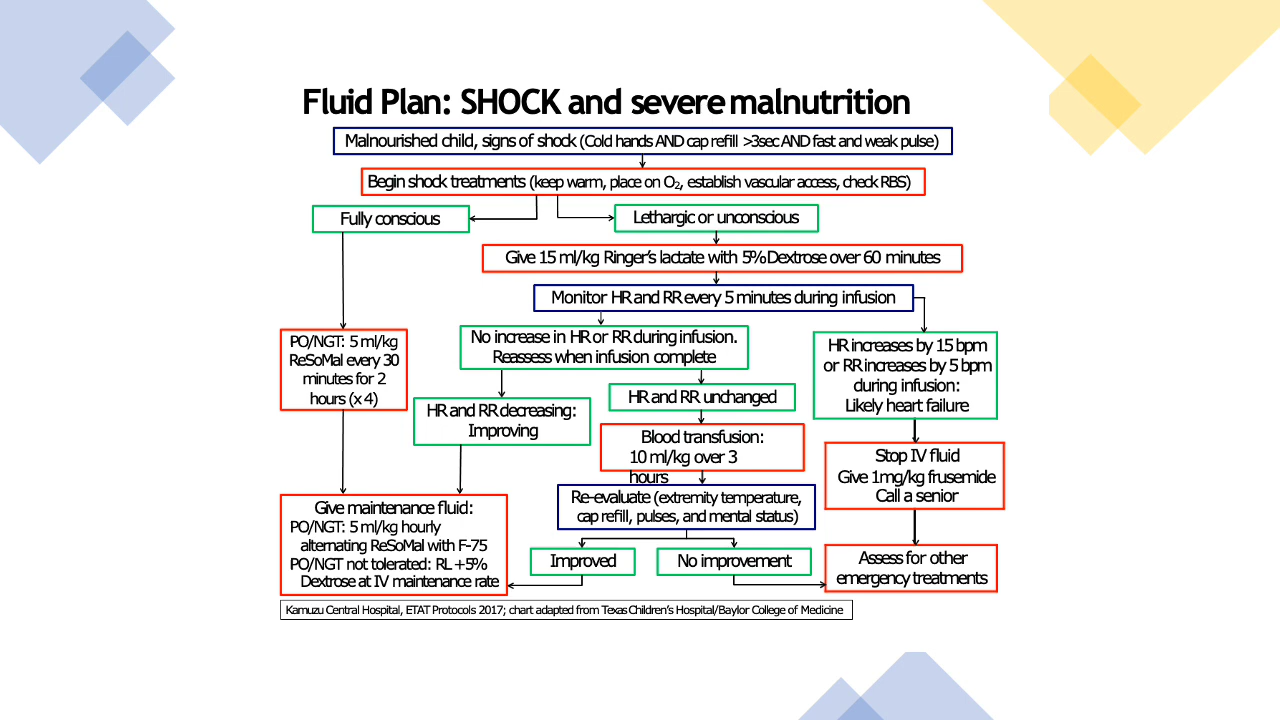 Fluid Plan: SHOCK and severe malnutrition
Malnourished child, signs of shock (Cold hands AND cap refill >3sec AND fast and weak pulse)
Begin shock treatments (keep warm, place on O₂, establish vascular access, check RBS)
Fully conscious
Lethargic or unconscious
Give 15 ml/kg Ringer's lactate with 5% Dextrose over 60 minutes
Monitor HR and RR every 5 minutes during infusion
PO/NGT: 5 ml/kg
ReSoMal every 30
minutes for 2
hours (x 4)
No increase in HR or RR during infusion.
Reassess when infusion complete
HR increases by 15 bpm
or RR increases by 5 bpm
during infusion:
Likely heart failure
HR and RR decreasing:
Improving
HR and RR unchanged
Blood transfusion:
10 ml/kg over 3
hours
Stop IV fluid
Give 1mg/kg frusemide
Call a senior
Re-evaluate (extremity temperature,
cap refill, pulses, and mental status)
Give maintenance fluid:
PO/NGT: 5 ml/kg hourly
alternating ReSoMal with F-75
PO/NGT not tolerated: RL +5%
Dextrose at IV maintenance rate
Improved
No improvement
Assess for other
emergency treatments
Kamuzu Central Hospital, ETAT Protocols 2017; chart adapted from Texas Children's Hospital/Baylor College of Medicine